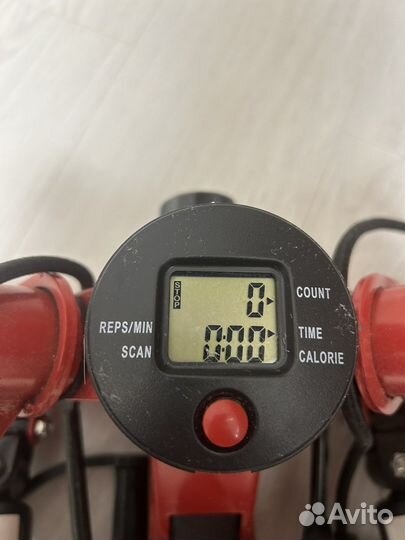 STOP
0
COUNT
REPS/MIN
0:00
TIME
SCAN
CALORIE
Avito